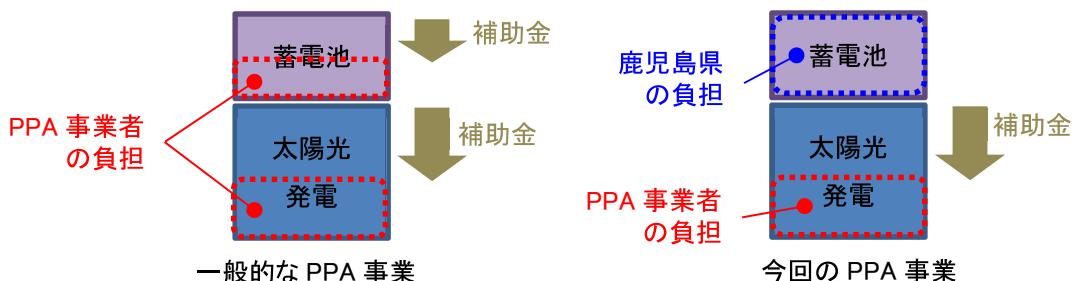 蓄電池
補助金
PPA 事業者
の負担
太陽光
発電
補助金
一般的な PPA 事業
鹿児島県
の負担
蓄電池
PPA 事業者
の負担
太陽光
発電
補助金
今回の PPA 事業